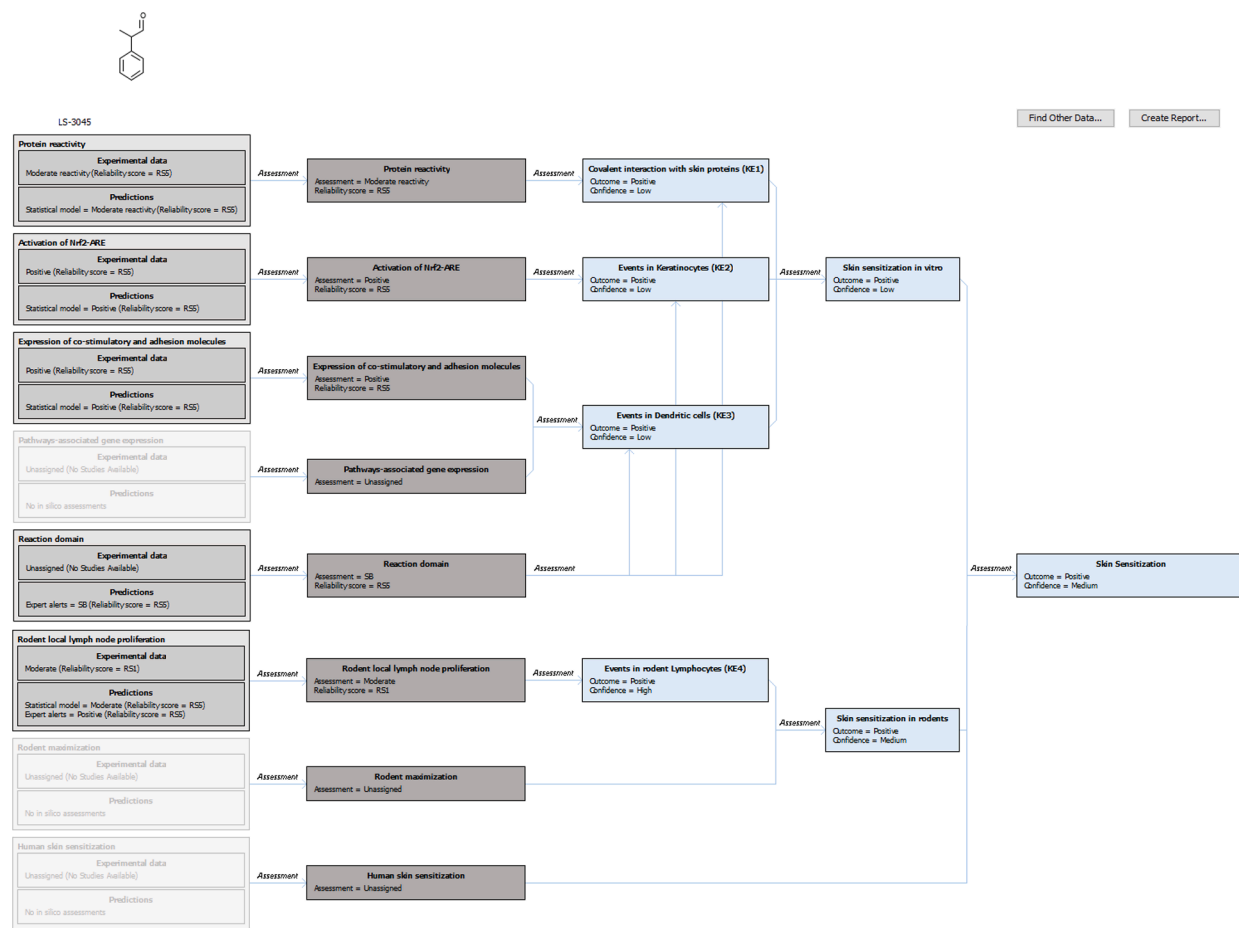 O
LS-3045
Find Other Data...
Create Report...
Protein reactivity
Experimental data
Moderate reactivity (Reliability score = RS5)
Predictions
Statistical model = Moderate reactivity (Reliability score = RS5)
Assessment
Protein reactivity
Assessment = Moderate reactivity
Reliability score = RS5
Assessment
Covalent interaction with skin proteins (KE1)
Outcome = Positive
Confidence = Low
Activation of Nrf2-ARE
Experimental data
Positive (Reliability score = RS5)
Predictions
Statistical model = Positive (Reliability score = RS5)
Assessment
Activation of Nrf2-ARE
Assessment = Positive
Reliability score = RS5
Assessment
Events in Keratinocytes (KE2)
Outcome = Positive
Confidence = Low
Assessment
Skin sensitization in vitro
Outcome = Positive
Confidence = Low
Expression of co-stimulatory and adhesion molecules
Experimental data
Positive (Reliability score = RS5)
Predictions
Statistical model = Positive (Reliability score = RS5)
Assessment
Expression of co-stimulatory and adhesion molecules
Assessment = Positive
Reliability score = RS5
Assessment
Events in Dendritic cells (KE3)
Outcome = Positive
Confidence = Low
Pathways-associated gene expression
Experimental data
Unassigned (No Studies Available)
Predictions
No in silico assessments
Assessment
Pathways-associated gene expression
Assessment = Unassigned
Reaction domain
Experimental data
Unassigned (No Studies Available)
Predictions
Expert alerts = SB (Reliability score = RS5)
Assessment
Reaction domain
Assessment = SB
Reliability score = RS5
Assessment
Assessment
Skin Sensitization
Outcome = Positive
Confidence = Medium
Rodent local lymph node proliferation
Experimental data
Moderate (Reliability score = RS1)
Predictions
Statistical model = Moderate (Reliability score = RS5)
Expert alerts = Positive (Reliability score = RS5)
Assessment
Rodent local lymph node proliferation
Assessment = Moderate
Reliability score = RS1
Assessment
Events in rodent Lymphocytes (KE4)
Outcome = Positive
Confidence = High
Assessment
Skin sensitization in rodents
Outcome = Positive
Confidence = Medium
Rodent maximization
Experimental data
Unassigned (No Studies Available)
Predictions
No in silico assessments
Assessment
Rodent maximization
Assessment = Unassigned
Human skin sensitization
Experimental data
Unassigned (No Studies Available)
Predictions
No in silico assessments
Assessment
Human skin sensitization
Assessment = Unassigned